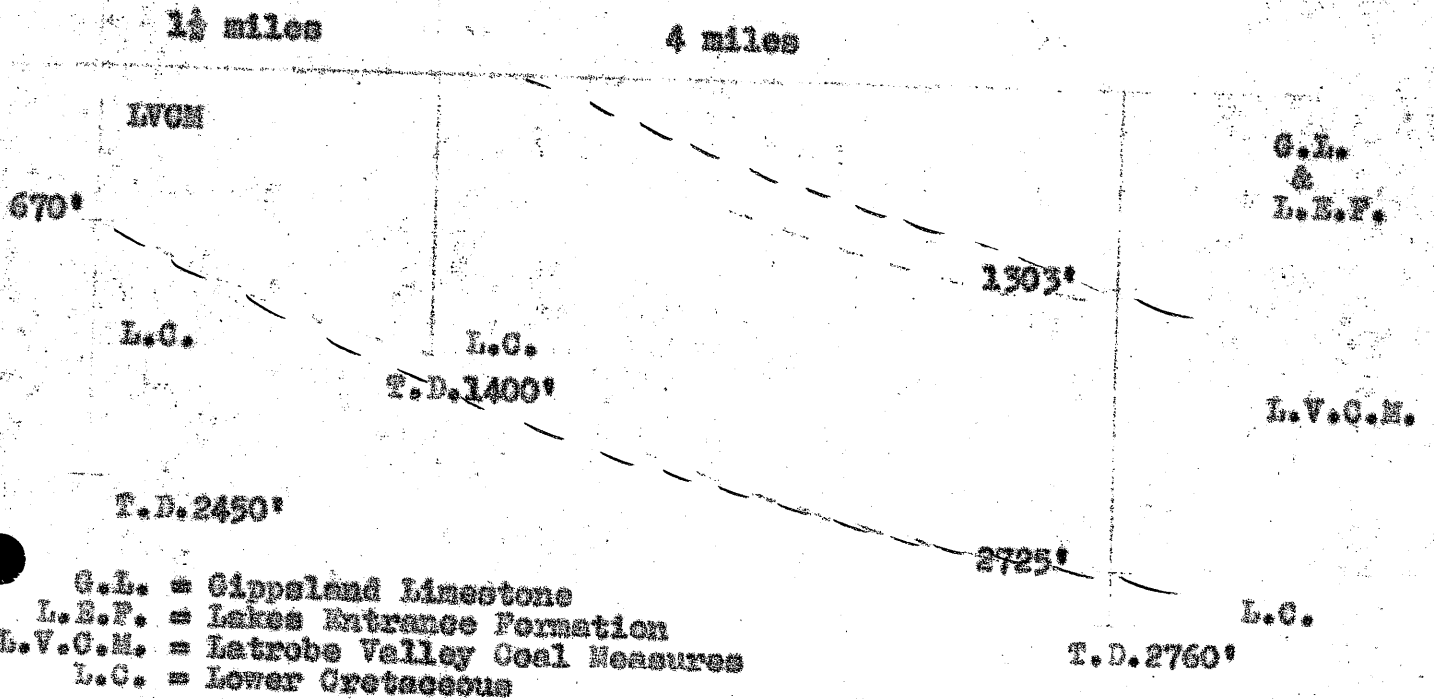 1½ miles
4 miles
LVCM
G.L.
&
L.E.F.
670'
1303'
L.C.
L.C.
T.D.1400'
L.V.C.M.
T.D.2450'
2725'
G.L. = Gippsland Limestone
L.E.F. = Lakes Entrance Formation
L.V.C.M. = Latrobe Valley Coal Measures
L.C. = Lower Cretaceous
L.C.
T.D.2760'